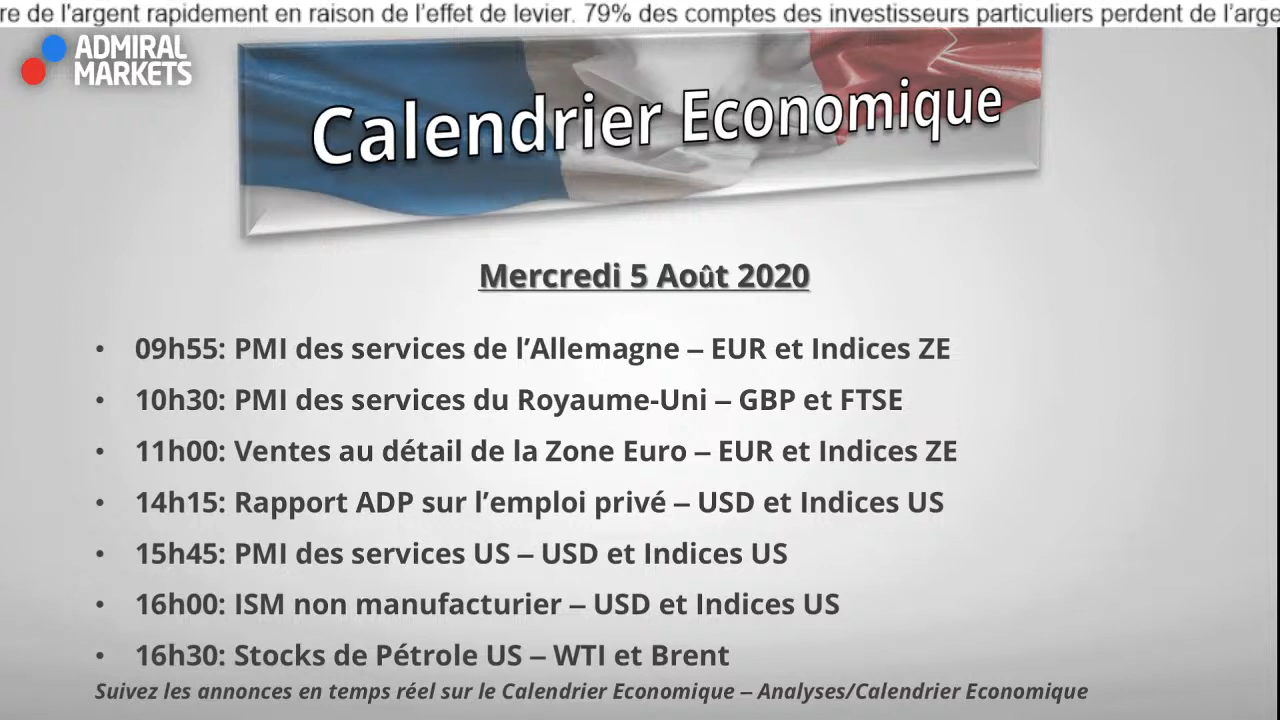 re de l’argent rapidement en raison de l’effet de levier. 79% des comptes des investisseurs particuliers perdent de l’arge
ADMIRAL
MARKETS
Calendrier Economique
Mercredi 5 Août 2020
• 09h55: PMI des services de l’Allemagne – EUR et Indices ZE
• 10h30: PMI des services du Royaume-Uni – GBP et FTSE
• 11h00: Ventes au détail de la Zone Euro – EUR et Indices ZE
• 14h15: Rapport ADP sur l’emploi privé – USD et Indices US
• 15h45: PMI des services US – USD et Indices US
• 16h00: ISM non manufacturier – USD et Indices US
• 16h30: Stocks de Pétrole US – WTI et Brent
Suivez les annonces en temps réel sur le Calendrier Economique – Analyses/Calendrier Economique